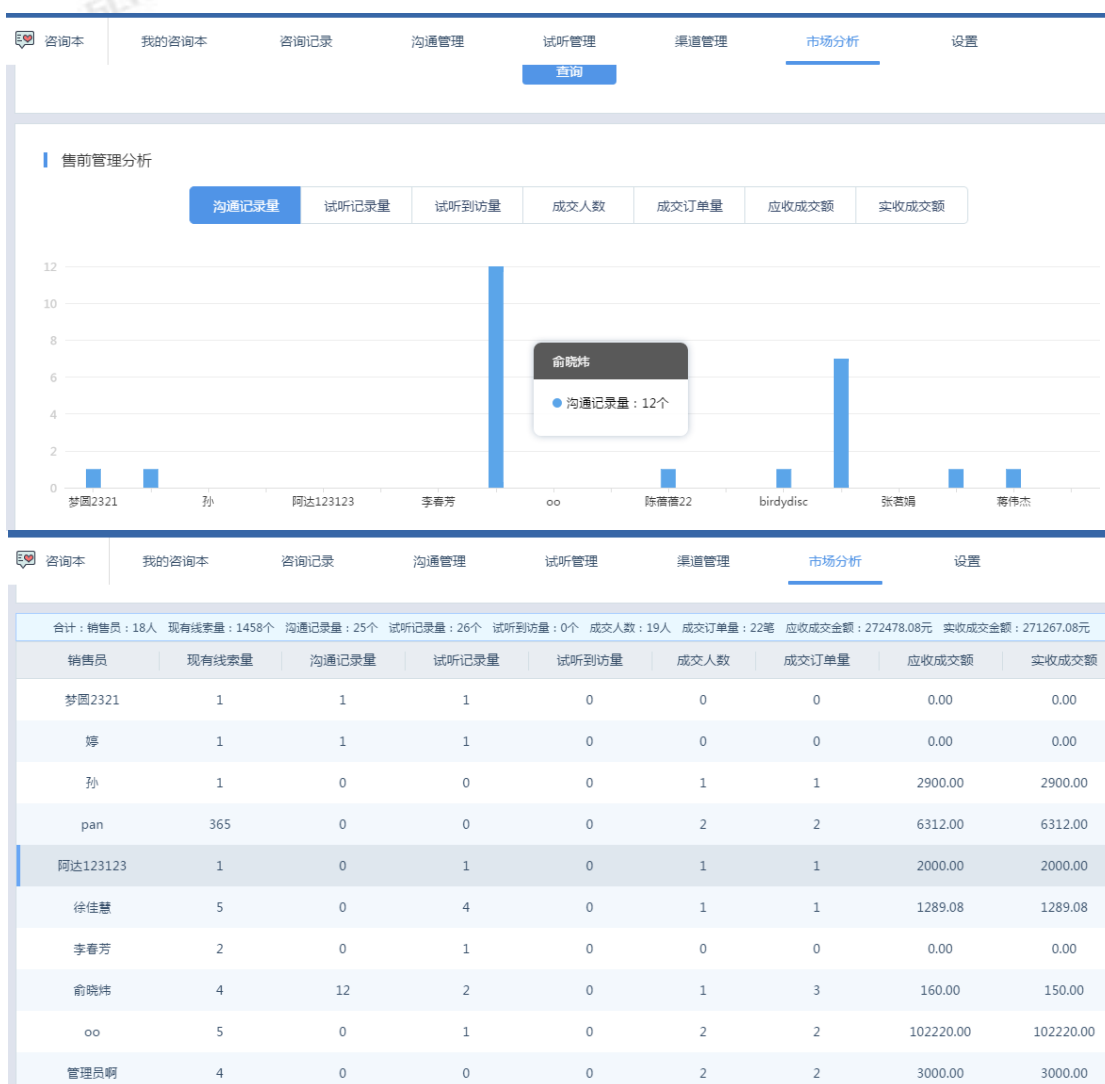 咨询本 我的咨询本 咨询记录 沟通管理 试听管理 渠道管理 市场分析 设置
查询
售前管理分析
沟通记录量 试听记录量 试听到访量 成交人数 成交订单量 应收成交额 实收成交额
12
10
8
6
4
2
0
俞晓炜
沟通记录量：12个
梦圆2321 孙 阿达123123 李春芳 oo 陈蓓蓓22 birdydisc 张茗娟 蒋伟杰
咨询本 我的咨询本 咨询记录 沟通管理 试听管理 渠道管理 市场分析 设置
合计：销售员：18人 现有线索量：1458个 沟通记录量：25个 试听记录量：26个 试听到访量：0个 成交人数：19人 成交订单量：22笔 应收成交金额：272478.08元 实收成交金额：271267.08元
销售员 现有线索量 沟通记录量 试听记录量 试听到访量 成交人数 成交订单量 应收成交额 实收成交额
梦圆2321 1 1 1 0 0 0 0.00 0.00
婷 1 1 1 0 0 0 0.00 0.00
孙 1 0 0 0 1 1 2900.00 2900.00
pan 365 0 0 0 2 2 6312.00 6312.00
阿达123123 1 0 1 0 1 1 2000.00 2000.00
徐佳慧 5 0 4 0 1 1 1289.08 1289.08
李春芳 2 0 1 0 0 0 0.00 0.00
俞晓炜 4 12 2 0 1 3 160.00 150.00
oo 5 0 1 0 2 2 102220.00 102220.00
管理员啊 4 0 0 0 2 2 3000.00 3000.00